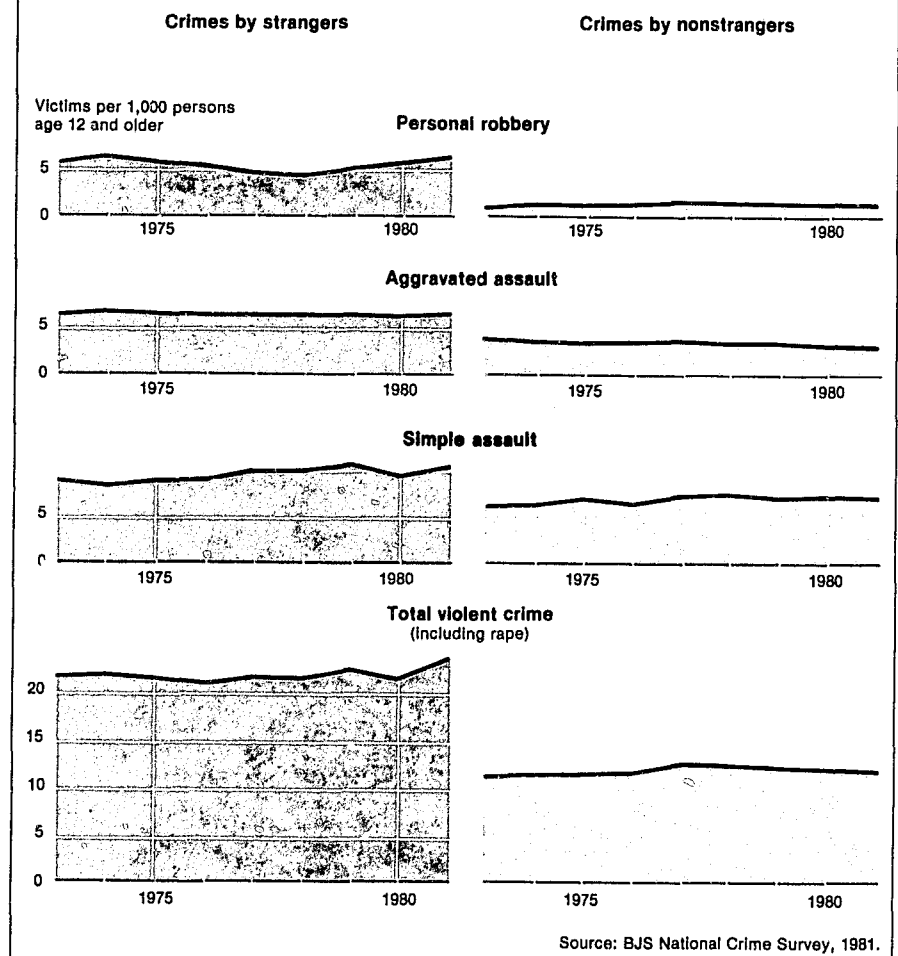 Crimes by strangers
Crimes by nonstrangers
Victims per 1,000 persons
age 12 and older
Personal robbery
5
0
1975
1980
1975
1980
Aggravated assault
5
0
1975
1980
1975
1980
Simple assault
5
1975
1980
1975
1980
Total violent crime
(including rape)
20
15
10
5
0
1975
1980
1975
1980
Source: BJS National Crime Survey, 1981.